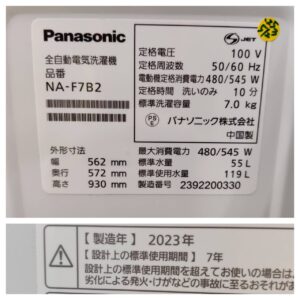 Panasonic
全自動電気洗濯機
品番
NA-F7B2
外形寸法
幅 562 mm
奥行 572 mm
高さ 930 mm
JET
定格電圧 100 V
定格周波数 50/60 Hz
電動機定格消費電力 480/545 W
定格時間 洗いのみ 10 分
標準洗濯容量 7.0 kg
PS
E
パナソニック株式会社
中国製
最大消費電力 480/545 W
標準水量 55 L
標準使用水量 119 L
製造番号 2392200330
【製造年】2023年
【設計上の標準使用期間】7年
設計上の標準使用期間を超えてお使いの場合は、
劣化による発火・けがなどの事故に至るおそれがあ